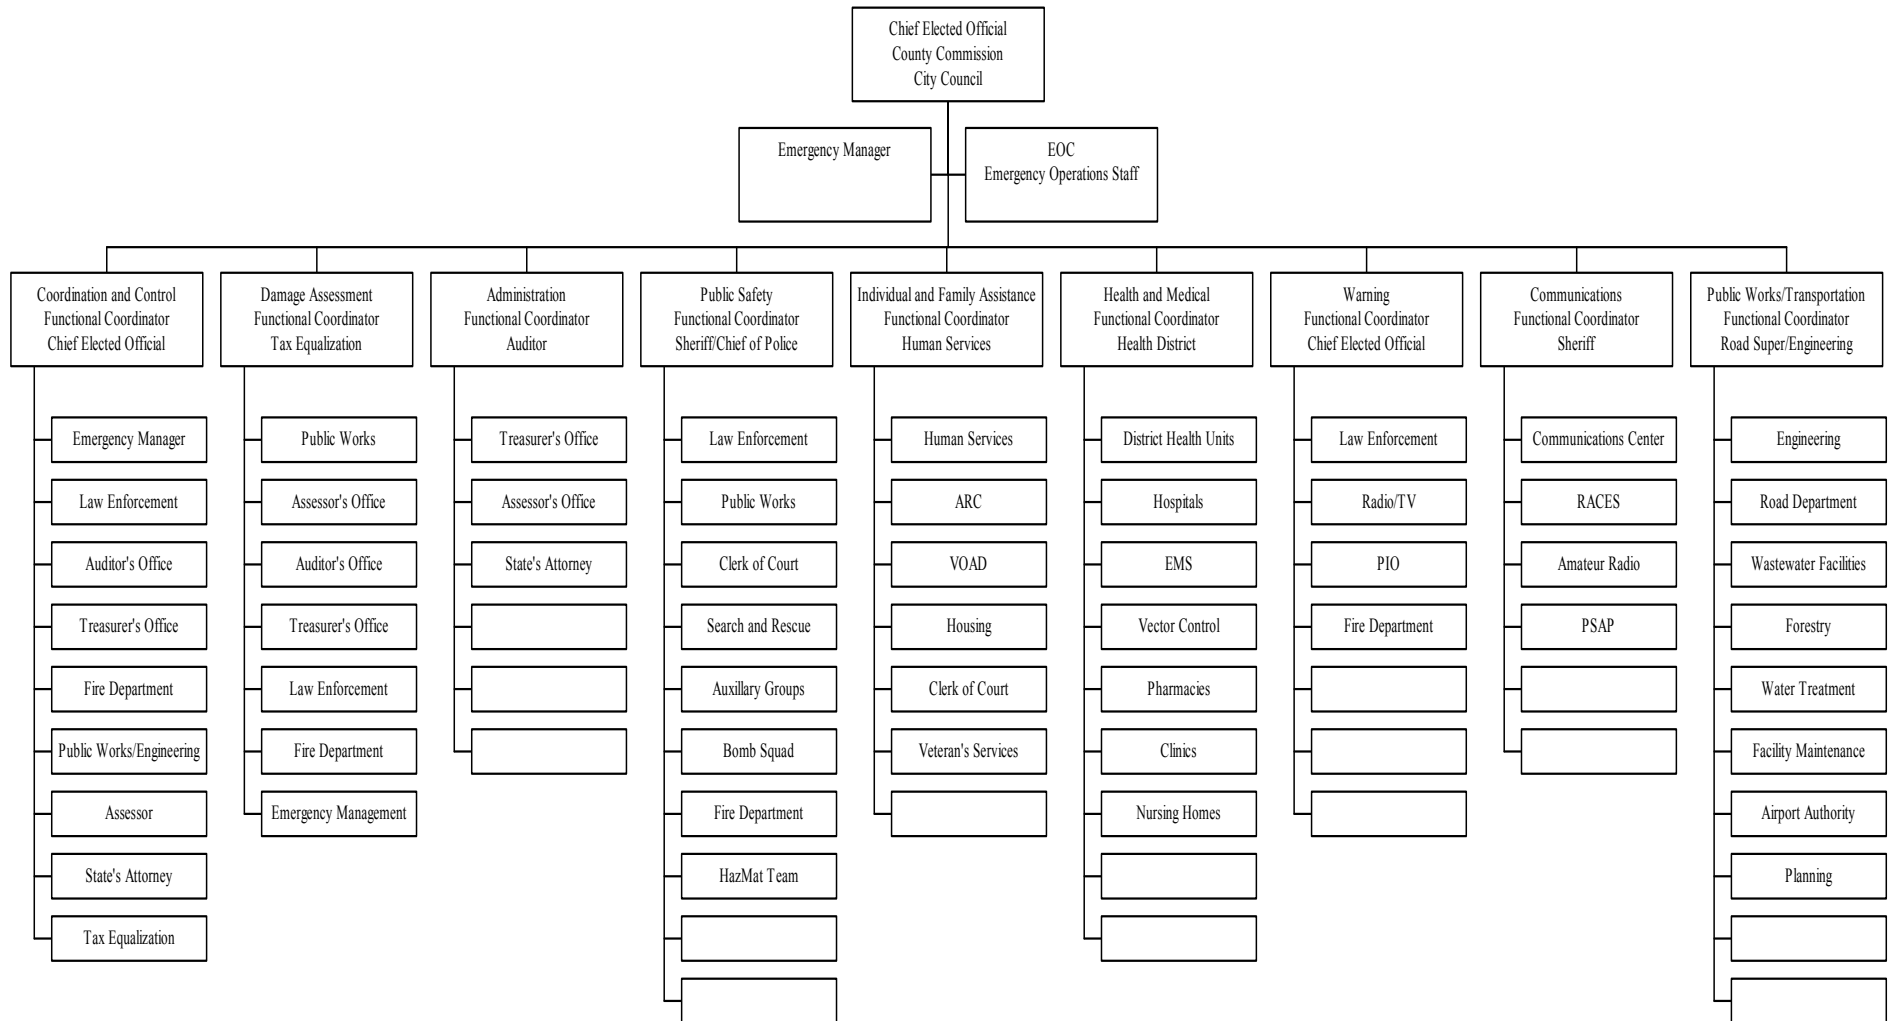 Chief Elected Official
County Commission
City Council
Emergency Manager
EOC
Emergency Operations Staff
Coordination and Control
Functional Coordinator
Chief Elected Official
Damage Assessment
Functional Coordinator
Tax Equalization
Administration
Functional Coordinator
Auditor
Public Safety
Functional Coordinator
Sheriff/Chief of Police
Individual and Family Assistance
Functional Coordinator
Human Services
Health and Medical
Functional Coordinator
Health District
Warning
Functional Coordinator
Chief Elected Official
Communications
Functional Coordinator
Sheriff
Public Works/Transportation
Functional Coordinator
Road Super/Engineering
Emergency Manager
Law Enforcement
Auditor's Office
Treasurer's Office
Fire Department
Public Works/Engineering
Assessor
State's Attorney
Tax Equalization
Public Works
Assessor's Office
Auditor's Office
Treasurer's Office
Law Enforcement
Fire Department
Emergency Management
Treasurer's Office
Assessor's Office
State's Attorney
Law Enforcement
Public Works
Clerk of Court
Search and Rescue
Auxillary Groups
Bomb Squad
Fire Department
HazMat Team
Human Services
ARC
VOAD
Housing
Clerk of Court
Veteran's Services
District Health Units
Hospitals
EMS
Vector Control
Pharmacies
Clinics
Nursing Homes
Law Enforcement
Radio/TV
PIO
Fire Department
Communications Center
RACES
Amateur Radio
PSAP
Engineering
Road Department
Wastewater Facilities
Forestry
Water Treatment
Facility Maintenance
Airport Authority
Planning